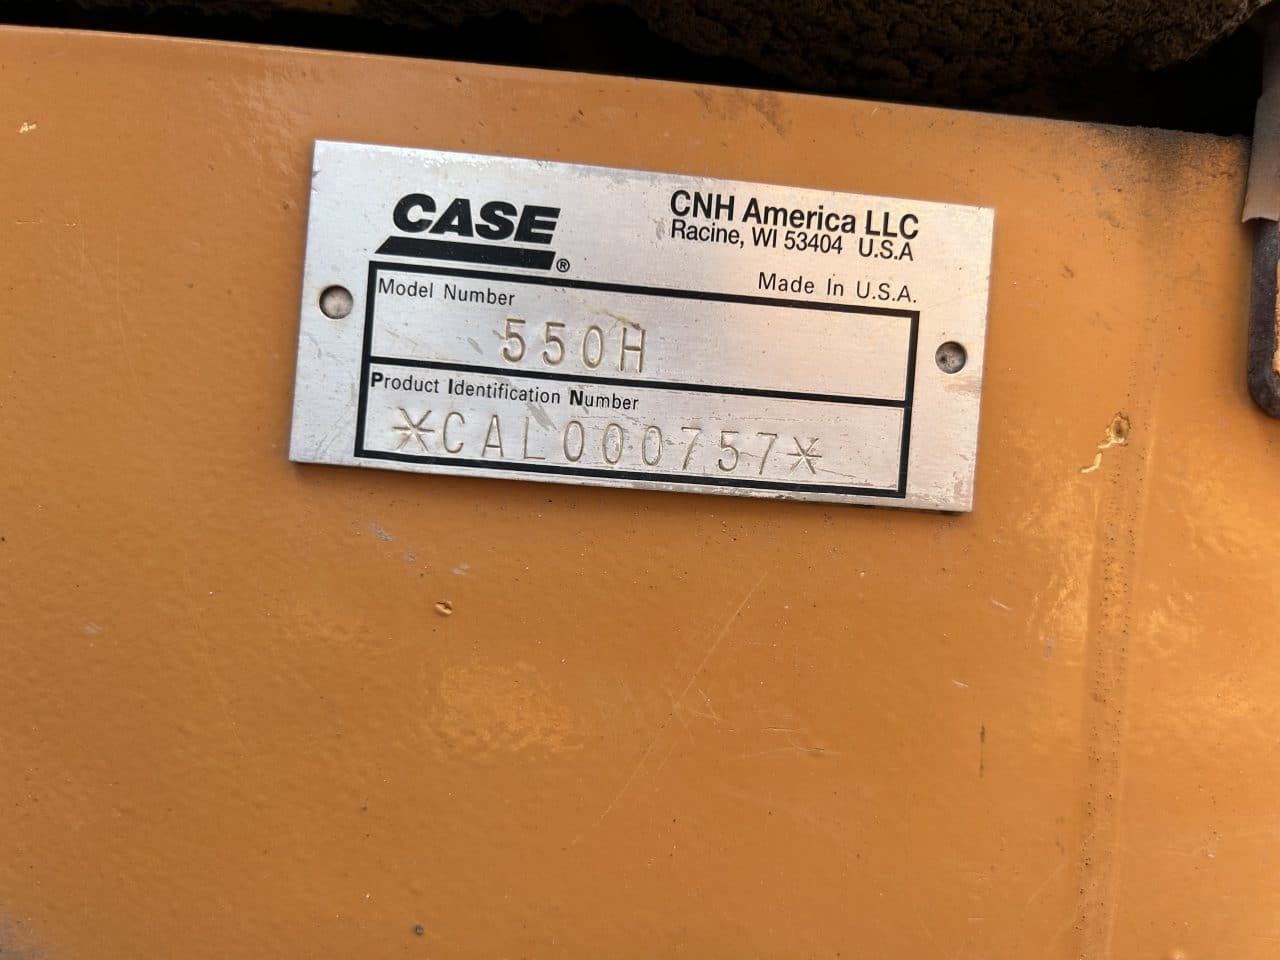 CASE®
CNH America LLC
Racine, WI 53404 U.S.A
Made In U.S.A.
Model Number
550H
Product Identification Number
*CAL000757*